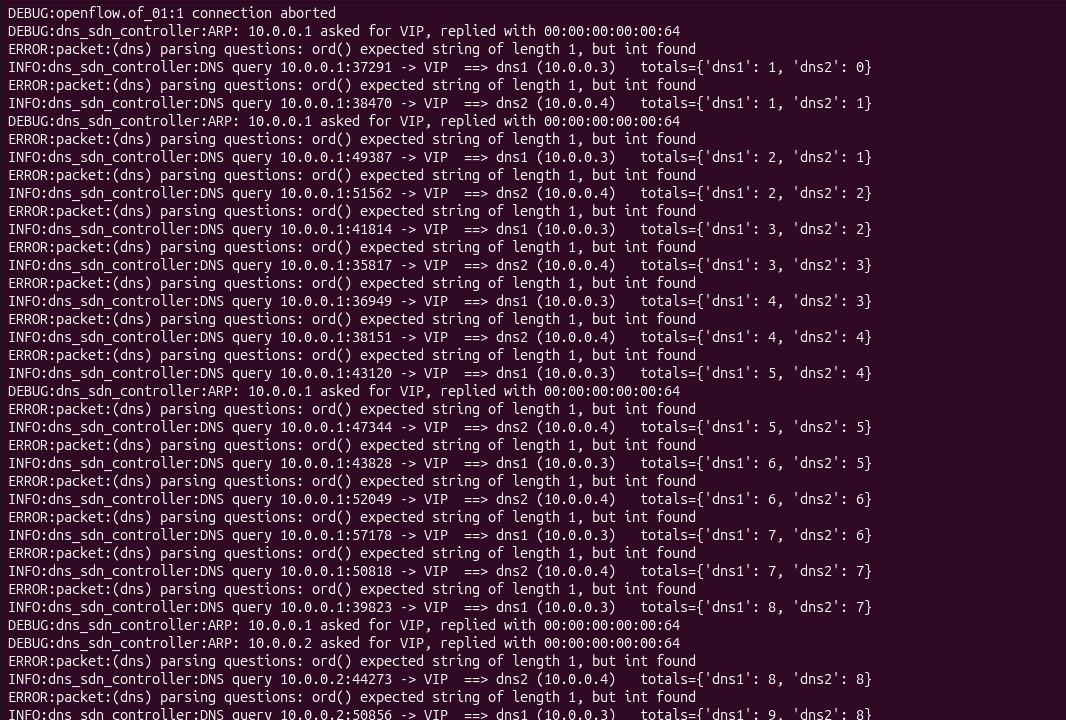 DEBUG:openflow.of_01:1 connection aborted
DEBUG:dns_sdn_controller:ARP: 10.0.0.1 asked for VIP, replied with 00:00:00:00:00:64
ERROR:packet:(dns) parsing questions: ord() expected string of length 1, but int found
INFO:dns_sdn_controller:DNS query 10.0.0.1:37291 -> VIP  ==> dns1 (10.0.0.3)   totals={'dns1': 1, 'dns2': 0}
ERROR:packet:(dns) parsing questions: ord() expected string of length 1, but int found
INFO:dns_sdn_controller:DNS query 10.0.0.1:38470 -> VIP  ==> dns2 (10.0.0.4)   totals={'dns1': 1, 'dns2': 1}
DEBUG:dns_sdn_controller:ARP: 10.0.0.1 asked for VIP, replied with 00:00:00:00:00:64
ERROR:packet:(dns) parsing questions: ord() expected string of length 1, but int found
INFO:dns_sdn_controller:DNS query 10.0.0.1:49387 -> VIP  ==> dns1 (10.0.0.3)   totals={'dns1': 2, 'dns2': 1}
ERROR:packet:(dns) parsing questions: ord() expected string of length 1, but int found
INFO:dns_sdn_controller:DNS query 10.0.0.1:51562 -> VIP  ==> dns2 (10.0.0.4)   totals={'dns1': 2, 'dns2': 2}
ERROR:packet:(dns) parsing questions: ord() expected string of length 1, but int found
INFO:dns_sdn_controller:DNS query 10.0.0.1:41814 -> VIP  ==> dns1 (10.0.0.3)   totals={'dns1': 3, 'dns2': 2}
ERROR:packet:(dns) parsing questions: ord() expected string of length 1, but int found
INFO:dns_sdn_controller:DNS query 10.0.0.1:35817 -> VIP  ==> dns2 (10.0.0.4)   totals={'dns1': 3, 'dns2': 3}
ERROR:packet:(dns) parsing questions: ord() expected string of length 1, but int found
INFO:dns_sdn_controller:DNS query 10.0.0.1:36949 -> VIP  ==> dns1 (10.0.0.3)   totals={'dns1': 4, 'dns2': 3}
ERROR:packet:(dns) parsing questions: ord() expected string of length 1, but int found
INFO:dns_sdn_controller:DNS query 10.0.0.1:38151 -> VIP  ==> dns2 (10.0.0.4)   totals={'dns1': 4, 'dns2': 4}
ERROR:packet:(dns) parsing questions: ord() expected string of length 1, but int found
INFO:dns_sdn_controller:DNS query 10.0.0.1:43120 -> VIP  ==> dns1 (10.0.0.3)   totals={'dns1': 5, 'dns2': 4}
DEBUG:dns_sdn_controller:ARP: 10.0.0.1 asked for VIP, replied with 00:00:00:00:00:64
ERROR:packet:(dns) parsing questions: ord() expected string of length 1, but int found
INFO:dns_sdn_controller:DNS query 10.0.0.1:47344 -> VIP  ==> dns2 (10.0.0.4)   totals={'dns1': 5, 'dns2': 5}
ERROR:packet:(dns) parsing questions: ord() expected string of length 1, but int found
INFO:dns_sdn_controller:DNS query 10.0.0.1:43828 -> VIP  ==> dns1 (10.0.0.3)   totals={'dns1': 6, 'dns2': 5}
ERROR:packet:(dns) parsing questions: ord() expected string of length 1, but int found
INFO:dns_sdn_controller:DNS query 10.0.0.1:52049 -> VIP  ==> dns2 (10.0.0.4)   totals={'dns1': 6, 'dns2': 6}
ERROR:packet:(dns) parsing questions: ord() expected string of length 1, but int found
INFO:dns_sdn_controller:DNS query 10.0.0.1:57178 -> VIP  ==> dns1 (10.0.0.3)   totals={'dns1': 7, 'dns2': 6}
ERROR:packet:(dns) parsing questions: ord() expected string of length 1, but int found
INFO:dns_sdn_controller:DNS query 10.0.0.1:50818 -> VIP  ==> dns2 (10.0.0.4)   totals={'dns1': 7, 'dns2': 7}
ERROR:packet:(dns) parsing questions: ord() expected string of length 1, but int found
INFO:dns_sdn_controller:DNS query 10.0.0.1:39823 -> VIP  ==> dns1 (10.0.0.3)   totals={'dns1': 8, 'dns2': 7}
DEBUG:dns_sdn_controller:ARP: 10.0.0.1 asked for VIP, replied with 00:00:00:00:00:64
DEBUG:dns_sdn_controller:ARP: 10.0.0.2 asked for VIP, replied with 00:00:00:00:00:64
ERROR:packet:(dns) parsing questions: ord() expected string of length 1, but int found
INFO:dns_sdn_controller:DNS query 10.0.0.2:44273 -> VIP  ==> dns2 (10.0.0.4)   totals={'dns1': 8, 'dns2': 8}
ERROR:packet:(dns) parsing questions: ord() expected string of length 1, but int found
INFO:dns_sdn_controller:DNS query 10.0.0.2:50856 -> VIP  ==> dns1 (10.0.0.3)   totals={'dns1': 9, 'dns2': 8}